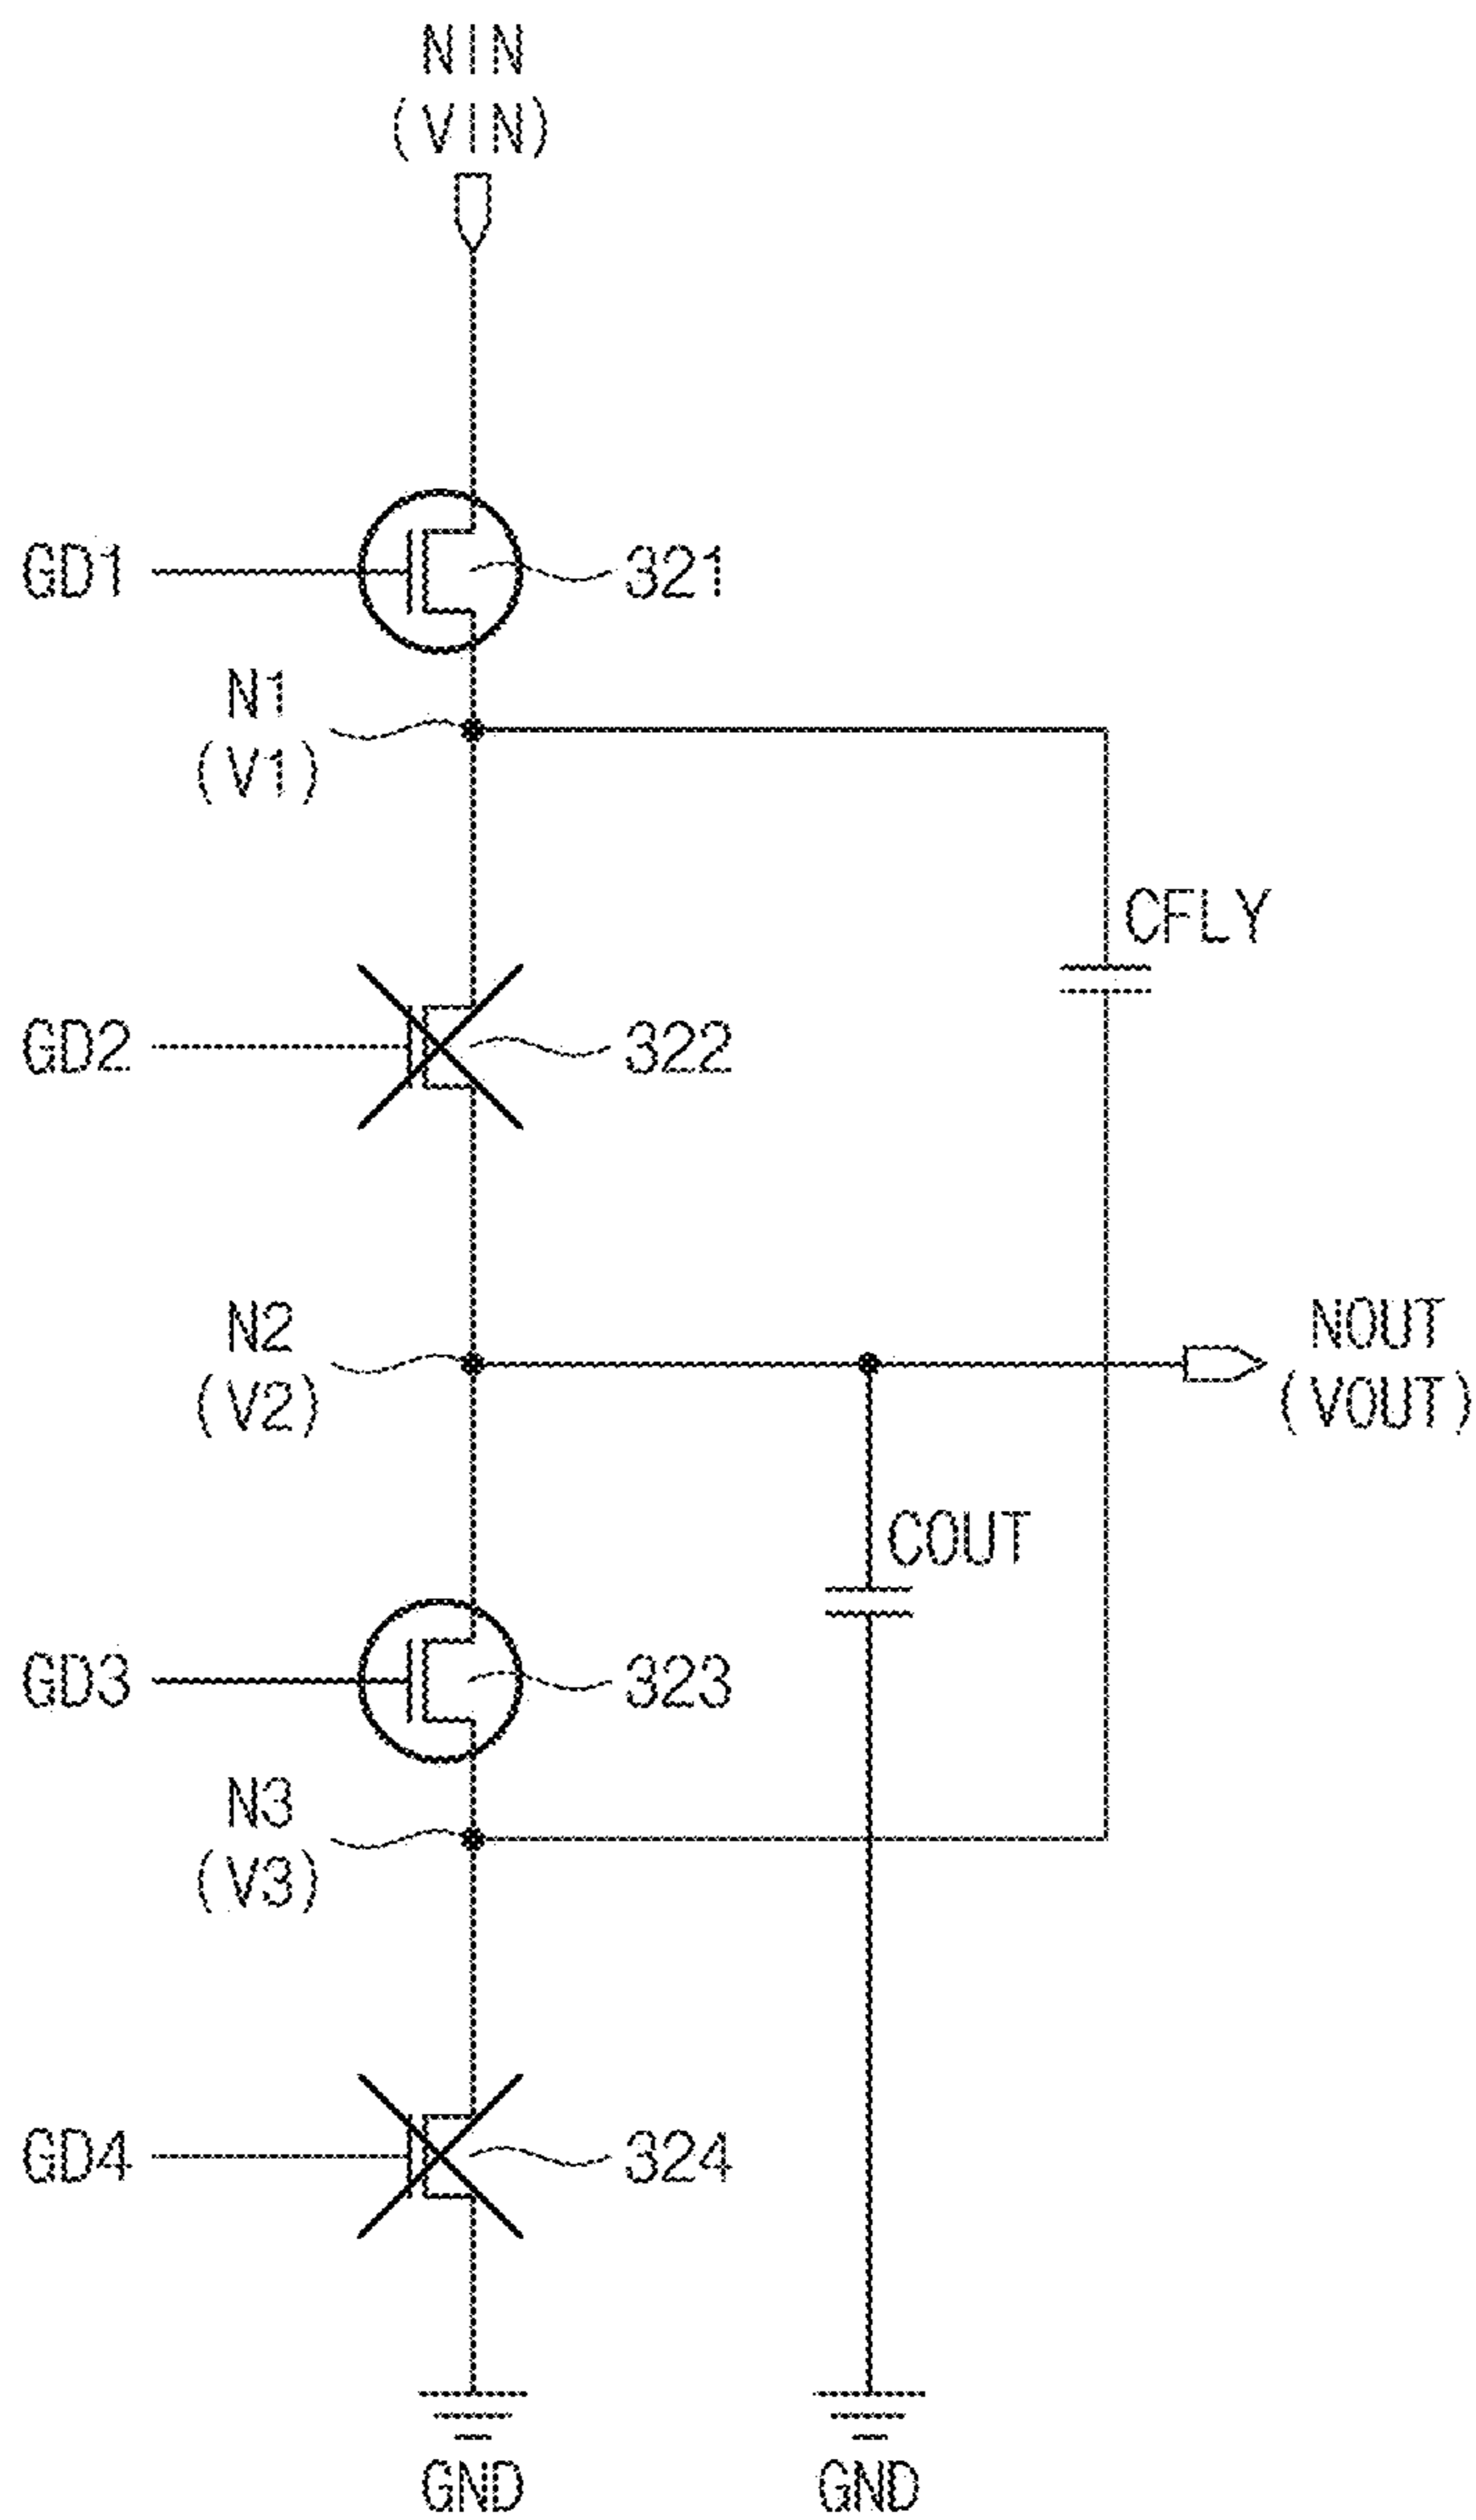 NIN
(VIN)
GD1
321
N1
(V1)
CFLY
GD2
322
N2
(V2)
NOUT
(VOUT)
COUT
GD3
323
N3
(V3)
GD4
324
GND
GND